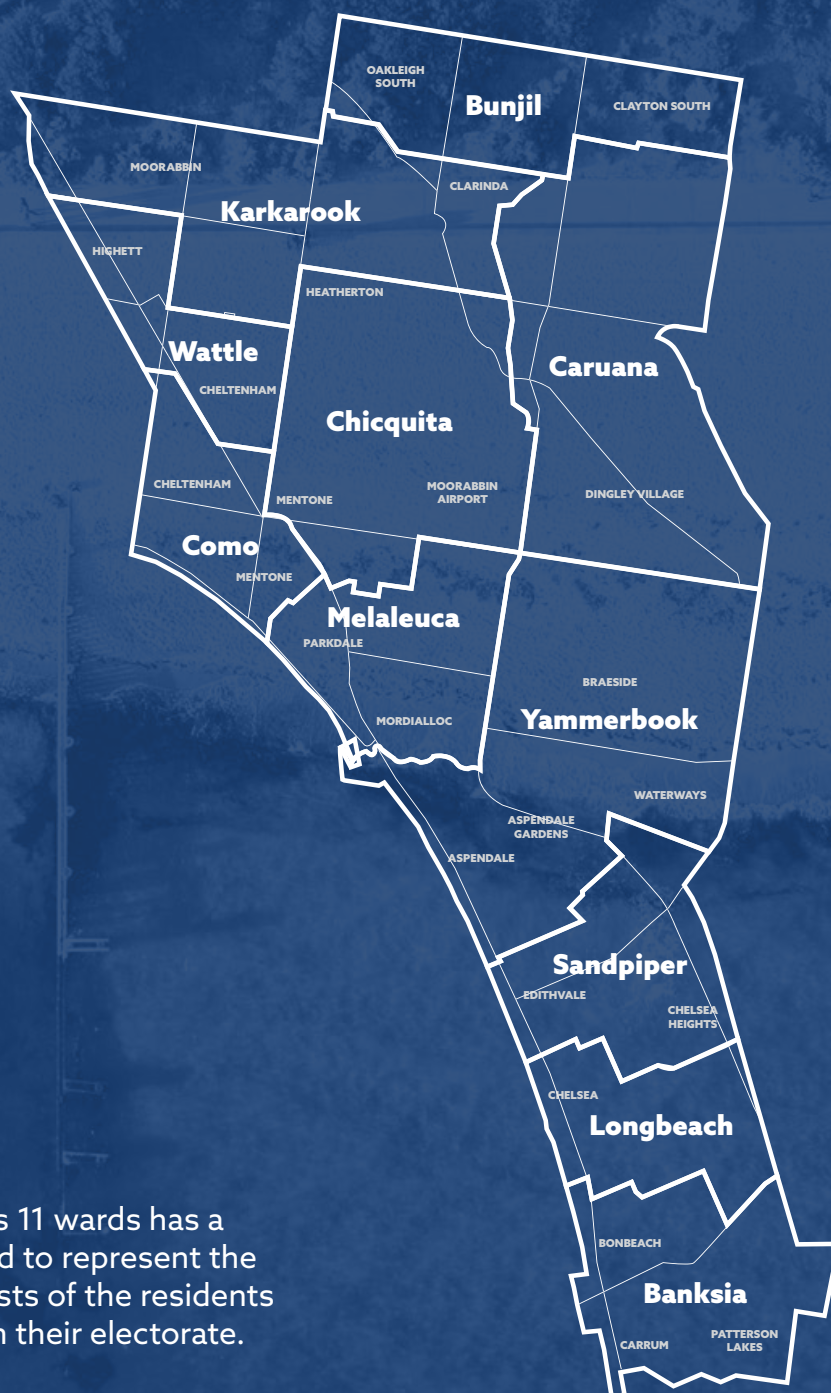 OAKLEIGH
SOUTH
Bunjil
CLAYTON SOUTH
MOORABBIN
CLARINDA
Karkarook
HIGHETT
HEATHERTON
Wattle
Caruana
CHELTENHAM
Chicquita
CHELTENHAM
MENTONE
MOORABBIN
AIRPORT
DINGLEY VILLAGE
Como
MENTONE
Melaleuca
PARKDALE
BRAESIDE
MORDIALLOC
Yammerbook
WATERWAYS
ASPENDALE
GARDENS
ASPENDALE
Sandpiper
EDITHVALE
CHELSEA
HEIGHTS
CHELSEA
Longbeach
s 11 wards has a
d to represent the
sts of the residents
n their electorate.
BONBEACH
Banksia
CARRUM
PATTERSON
LAKES